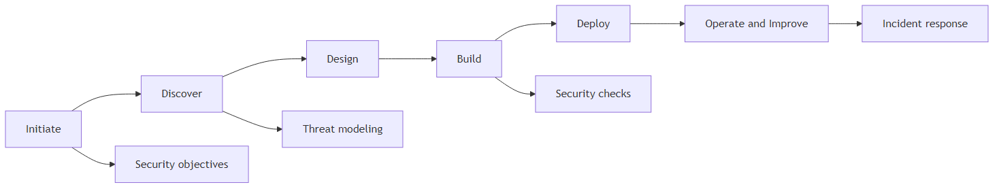 Initiate
Security objectives
Discover
Threat modeling
Design
Build
Security checks
Deploy
Operate and Improve
Incident response